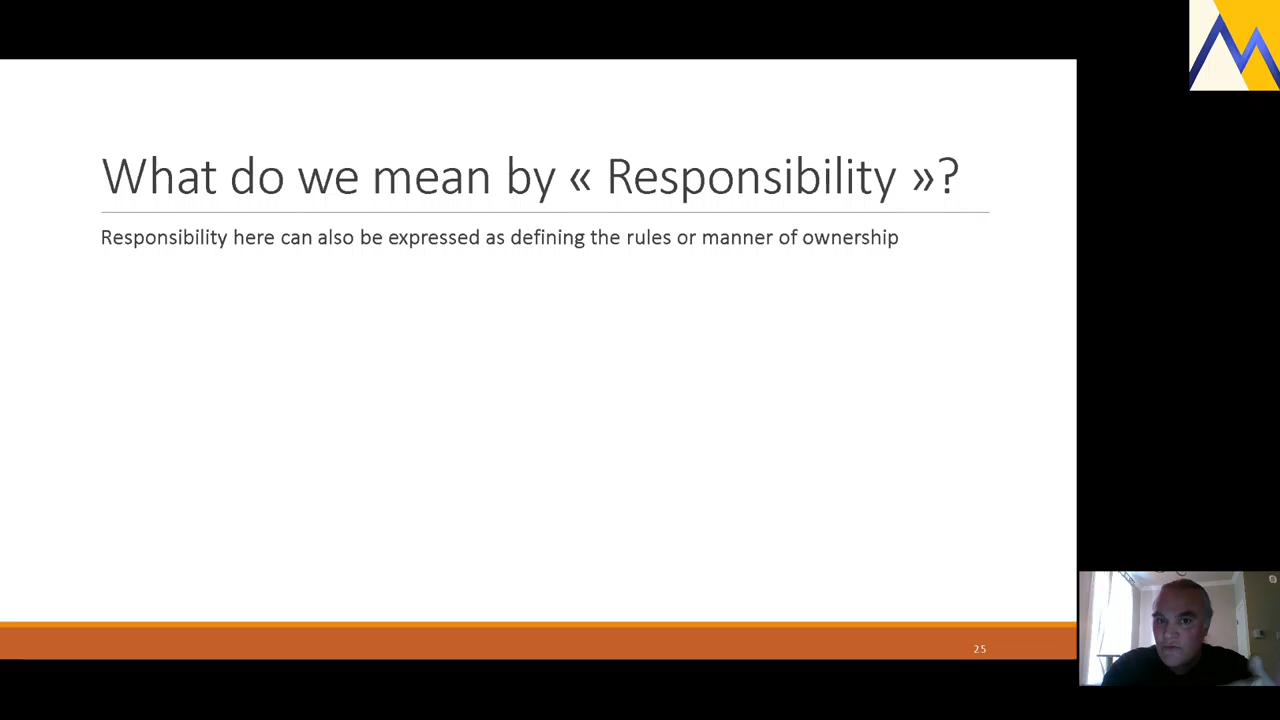 What do we mean by « Responsibility »?
Responsibility here can also be expressed as defining the rules or manner of ownership
25